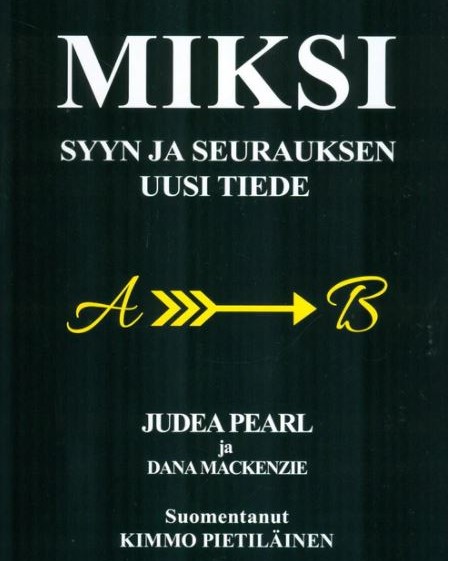 MIKSI
SYYN JA SEURAUKSEN
UUSI TIEDE
A B
JUDEA PEARL
ja
DANA MACKENZIE
Suomentanut
KIMMO PIETILÄINEN